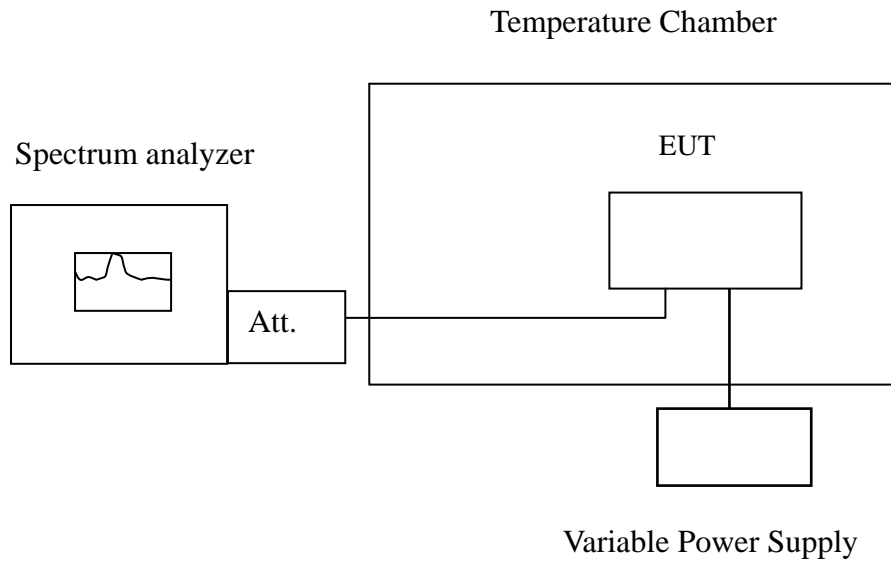 Temperature Chamber
Spectrum analyzer
EUT
Att.
Variable Power Supply